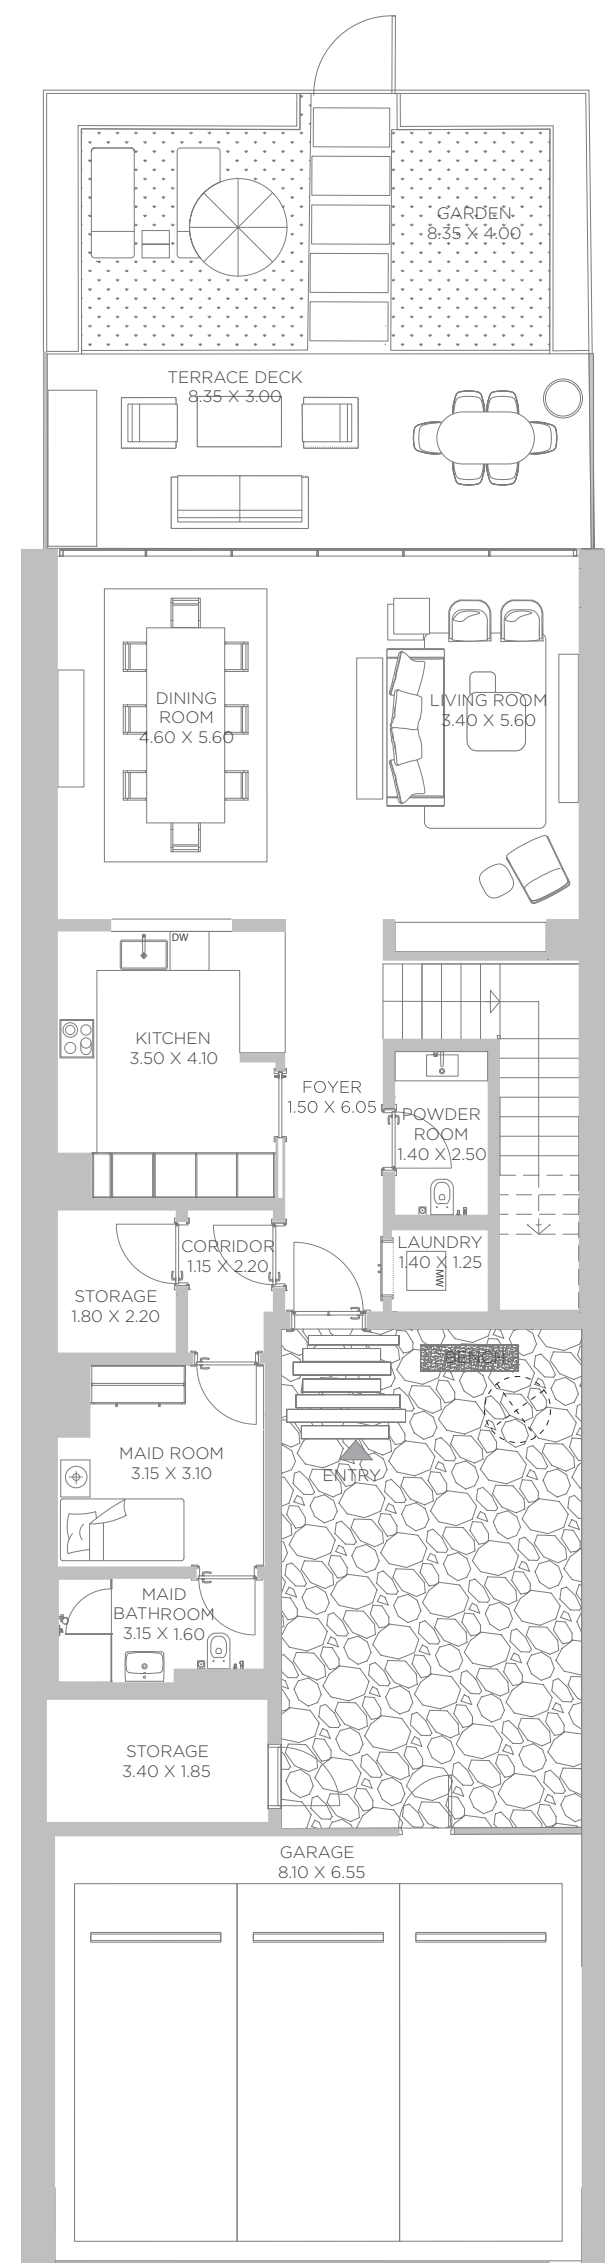 GARDEN
8.35 X 4.00
TERRACE DECK
8.35 X 3.00
DINING
ROOM
4.60 X 5.60
LIVING ROOM
3.40 X 5.60
DW
KITCHEN
3.50 X 4.10
FOYER
1.50 X 6.05
POWDER
ROOM
1.40 X 2.50
CORRIDOR
1.15 X 2.20
LAUNDRY
1.40 X 1.25
MW
STORAGE
1.80 X 2.20
BENCH
MAID ROOM
3.15 X 3.10
ENTRY
MAID
BATHROOM
3.15 X 1.60
STORAGE
3.40 X 1.85
GARAGE
8.10 X 6.55